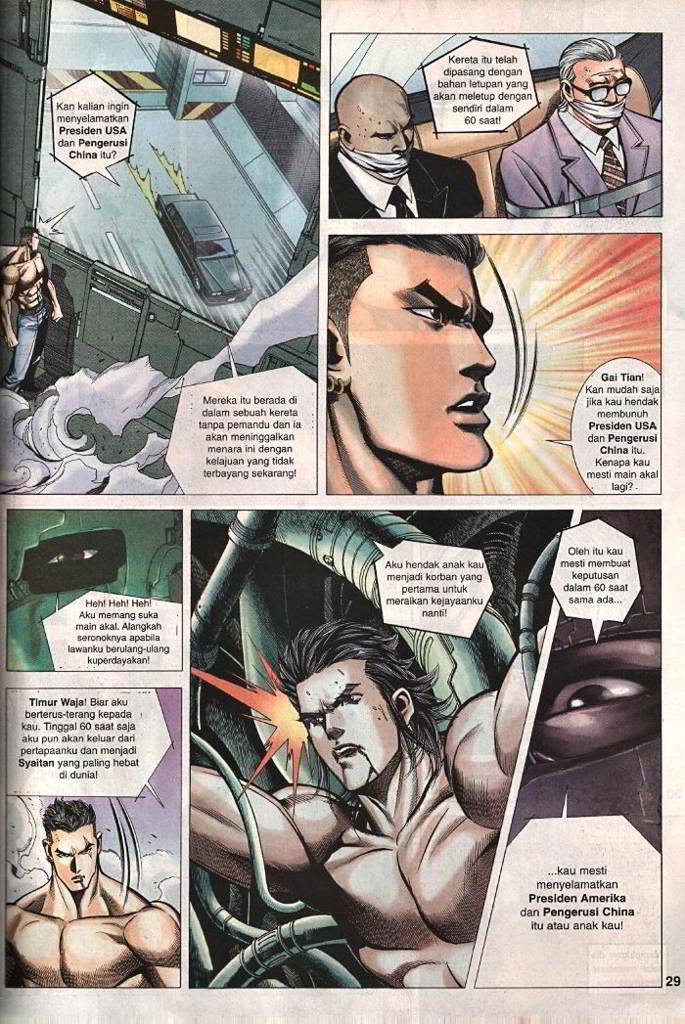 Kan kalian ingin
menyelamatkan
Presiden USA
dan Pengerusi
China itu?
Mereka itu berada di
dalam sebuah kereta
tanpa pemandu dan ia
akan meninggalkan
menara ini dengan
kelajuan yang tidak
terbayang sekarang!
Kereta itu telah
dipasang dengan
bahan letupan yang
akan meletup dengan
sendiri dalam
60 saat!
Gai Tian!
Kan mudah saja
jika kau hendak
membunuh
Presiden USA
dan Pengerusi
China itu.
Kenapa kau
mesti main akal
lagi?
Heh! Heh! Heh!
Aku memang suka
main akal. Alangkah
seronoknya apabila
lawanku berulang-ulang
kuperdayakan!
Timur Waja! Biar aku
berterus-terang kepada
kau. Tinggal 60 saat saja
aku pun akan keluar dari
pertapaanku dan menjadi
Syaitan yang paling hebat
di dunia!
Aku hendak anak kau
menjadi korban yang
pertama untuk
meraikan kejayaanku
nanti!
Oleh itu kau
mesti membuat
keputusan
dalam 60 saat
sama ada...
...kau mesti
menyelamatkan
Presiden Amerika
dan Pengerusi China
itu atau anak kau!
29